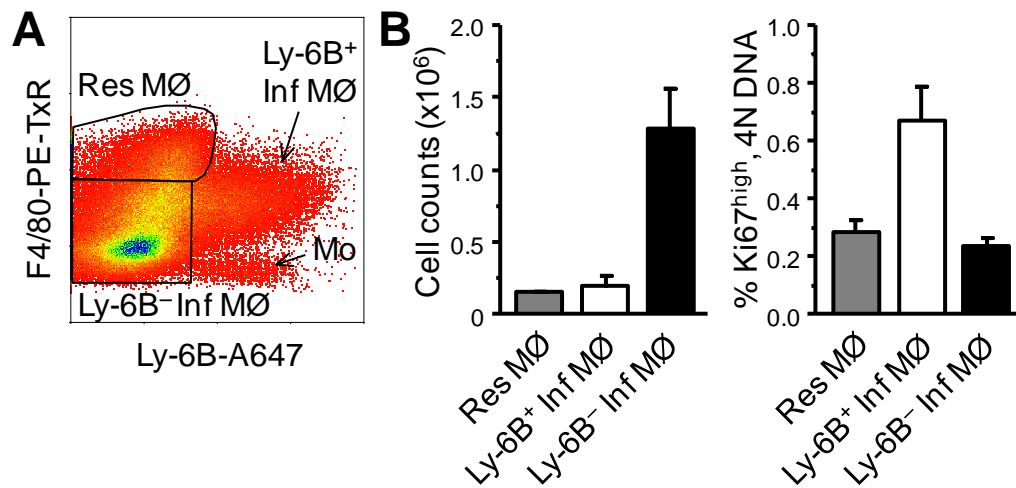 A
Res MØ
Ly-6B⁺
Inf MØ
Mo
Ly-6B⁻ Inf MØ
F4/80-PE-TxR
Ly-6B-A647
B
Cell counts (x10⁶)
2.0
1.5
1.0
0.5
0
Res MØ
Ly-6B⁺ Inf MØ
Ly-6B⁻ Inf MØ
% Ki67ʰⁱᵍʰ, 4N DNA
1.0
0.8
0.6
0.4
0.2
0.0
Res MØ
Ly-6B⁺ Inf MØ
Ly-6B⁻ Inf MØ